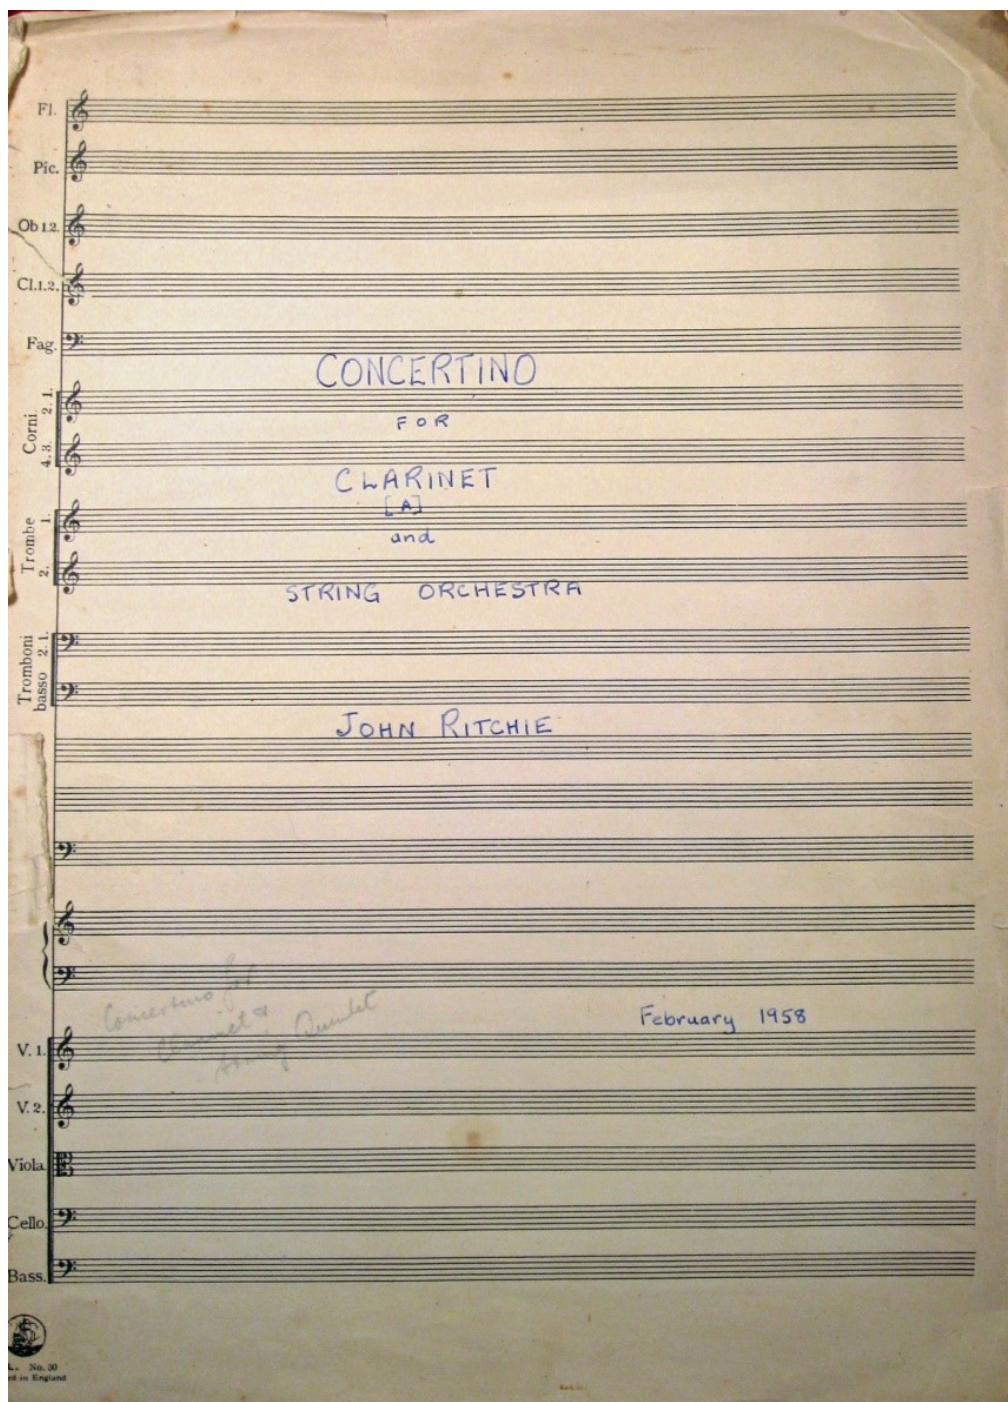 Fl.
Pic.
Ob 1.2.
Cl.1.2.
Fag.
CONCERTINO
Corni
2. 1.
FOR
4. 3.
CLARINET
[A]
Trombe
1.
and
2.
STRING ORCHESTRA
Tromboni
2. 1.
basso
JOHN RITCHIE
Concertino for
Clarinet &
String Quintet
February 1958
V. 1.
V. 2.
Viola
Cello.
Bass.
No. 30
in England